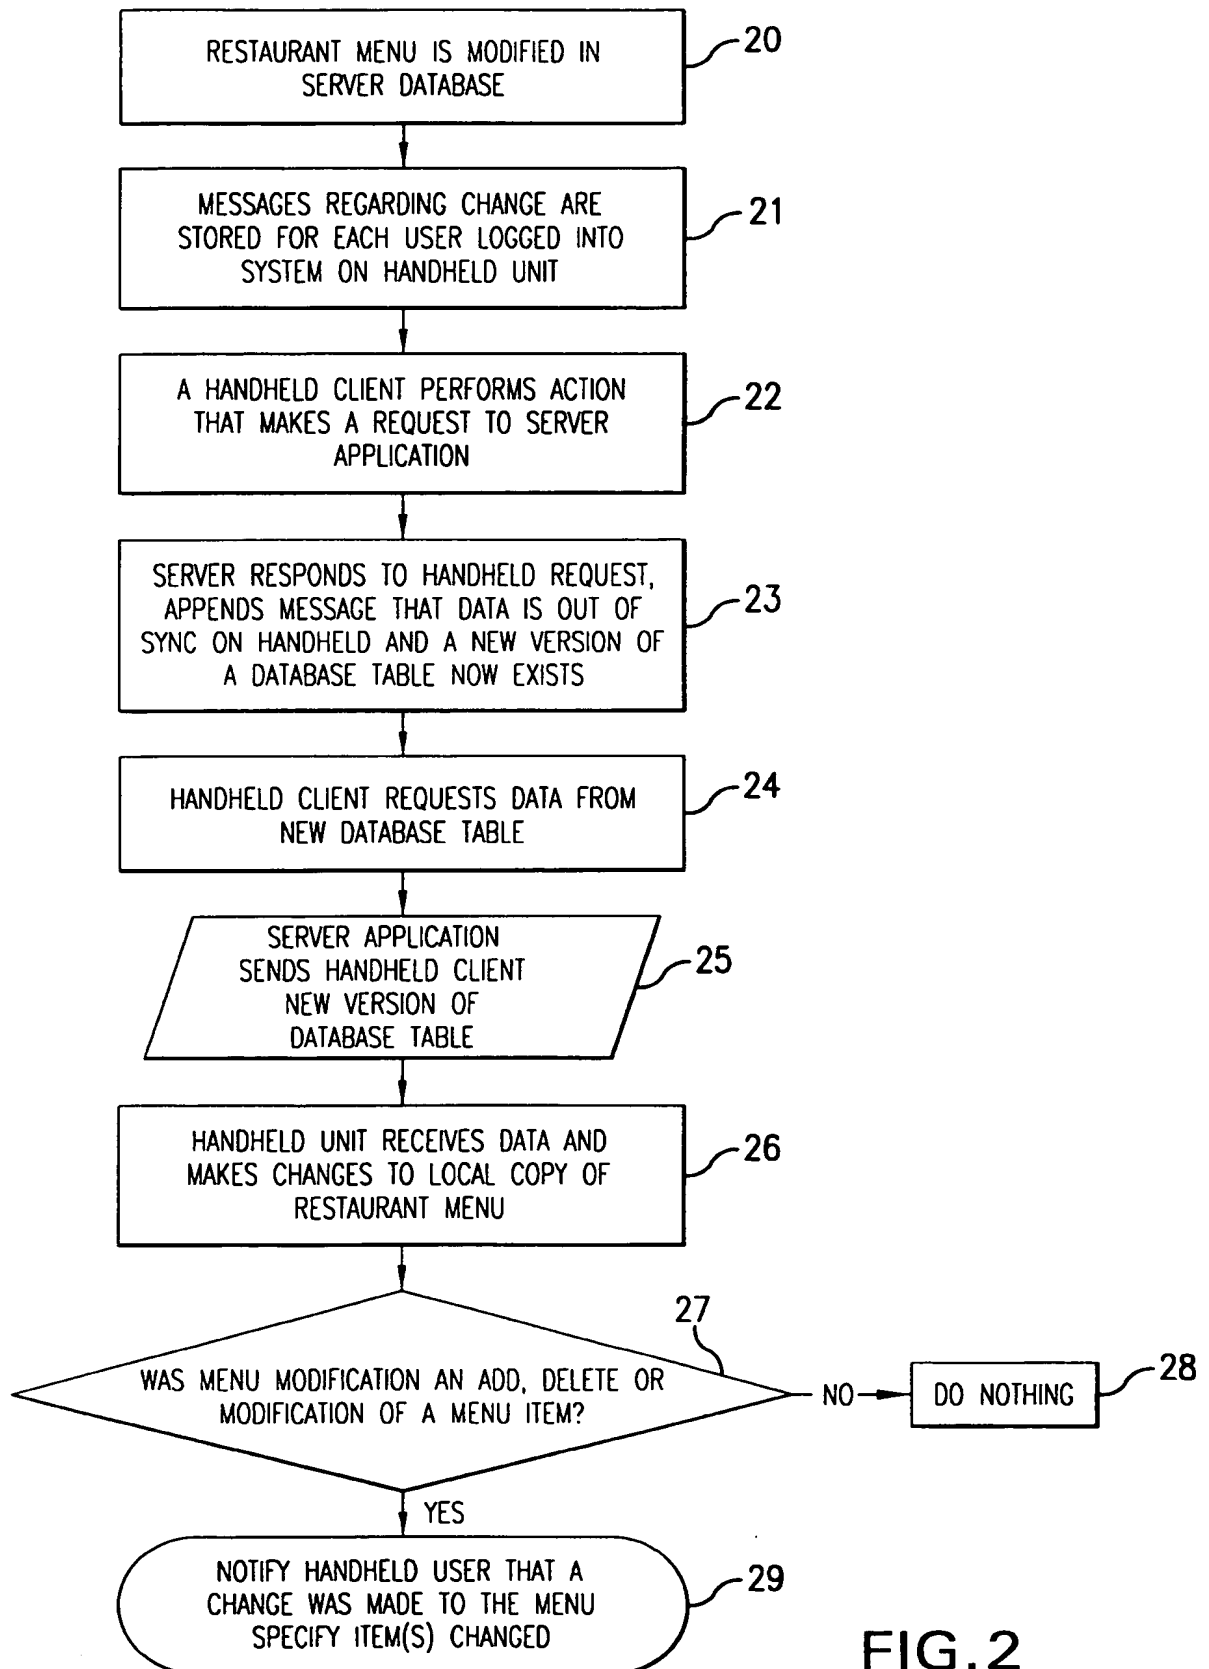 RESTAURANT MENU IS MODIFIED IN
SERVER DATABASE
20
MESSAGES REGARDING CHANGE ARE
STORED FOR EACH USER LOGGED INTO
SYSTEM ON HANDHELD UNIT
21
A HANDHELD CLIENT PERFORMS ACTION
THAT MAKES A REQUEST TO SERVER
APPLICATION
22
SERVER RESPONDS TO HANDHELD REQUEST,
APPENDS MESSAGE THAT DATA IS OUT OF
SYNC ON HANDHELD AND A NEW VERSION OF
A DATABASE TABLE NOW EXISTS
23
HANDHELD CLIENT REQUESTS DATA FROM
NEW DATABASE TABLE
24
SERVER APPLICATION
SENDS HANDHELD CLIENT
NEW VERSION OF
DATABASE TABLE
25
HANDHELD UNIT RECEIVES DATA AND
MAKES CHANGES TO LOCAL COPY OF
RESTAURANT MENU
26
WAS MENU MODIFICATION AN ADD, DELETE OR
MODIFICATION OF A MENU ITEM?
27
NO
DO NOTHING
28
YES
NOTIFY HANDHELD USER THAT A
CHANGE WAS MADE TO THE MENU
SPECIFY ITEM(S) CHANGED
29
FIG.2